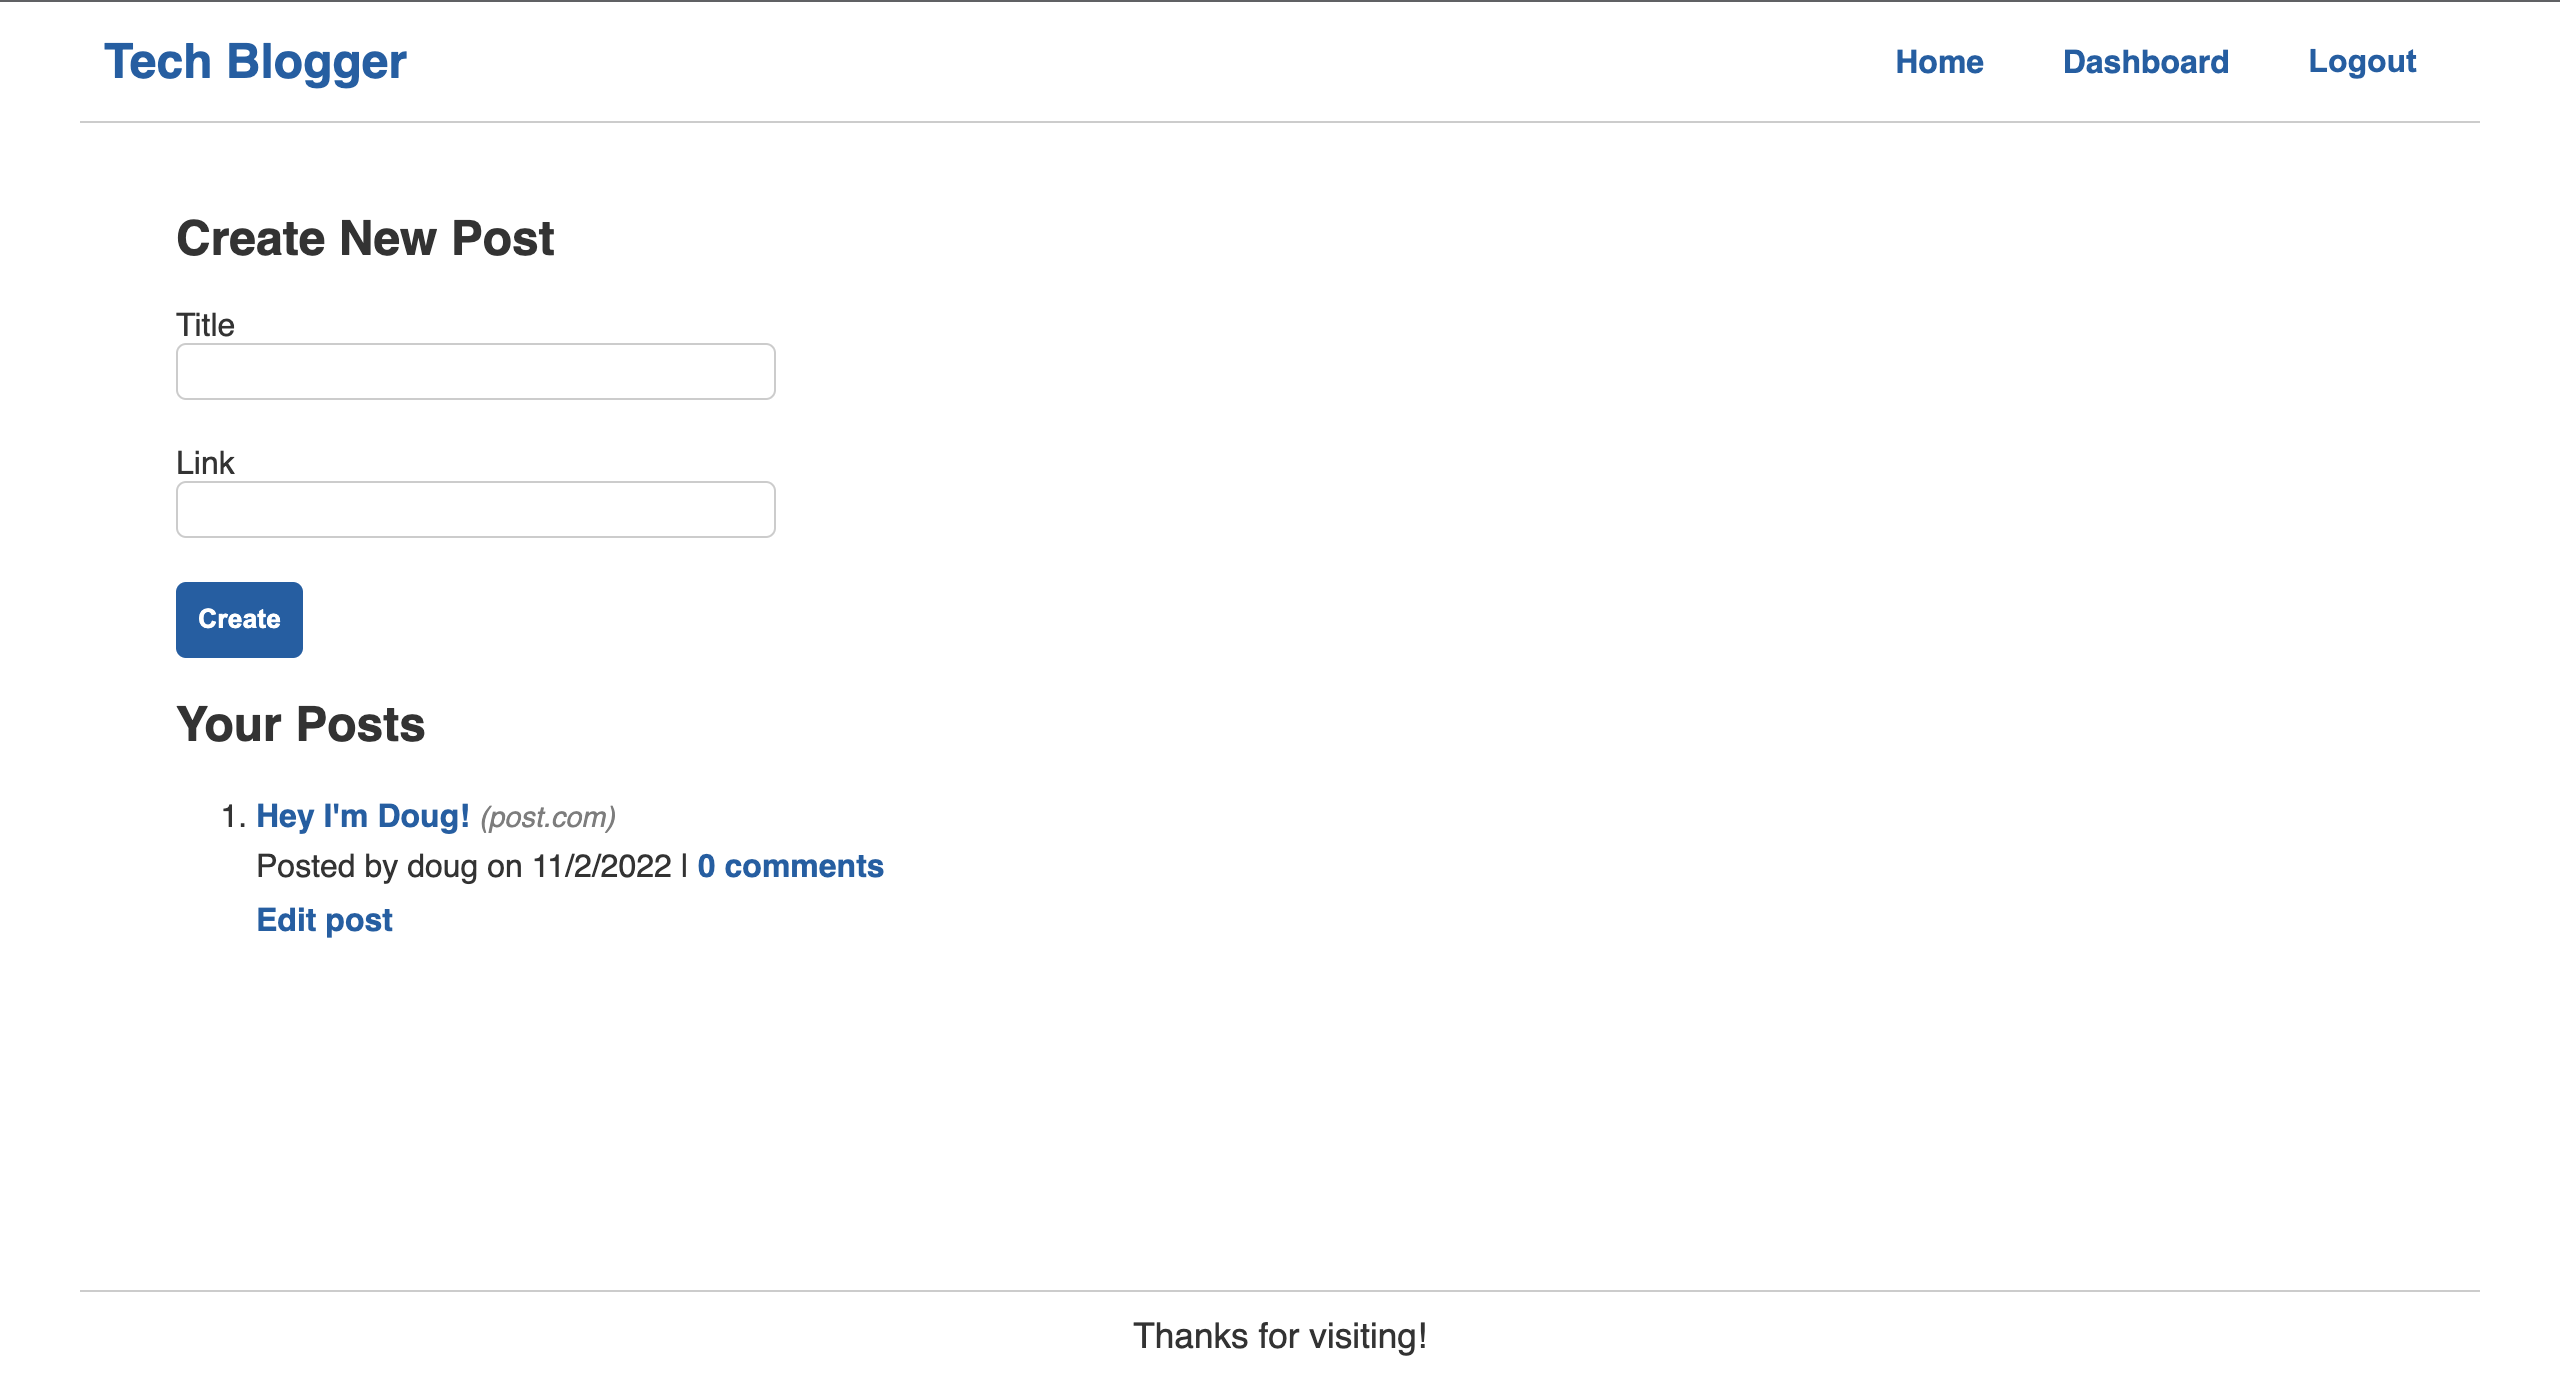 Tech Blogger Home Dashboard Logout
Create New Post
Title
Link
Create
Your Posts
1. Hey I'm Doug! (post.com)
Posted by doug on 11/2/2022 | 0 comments
Edit post
Thanks for visiting!